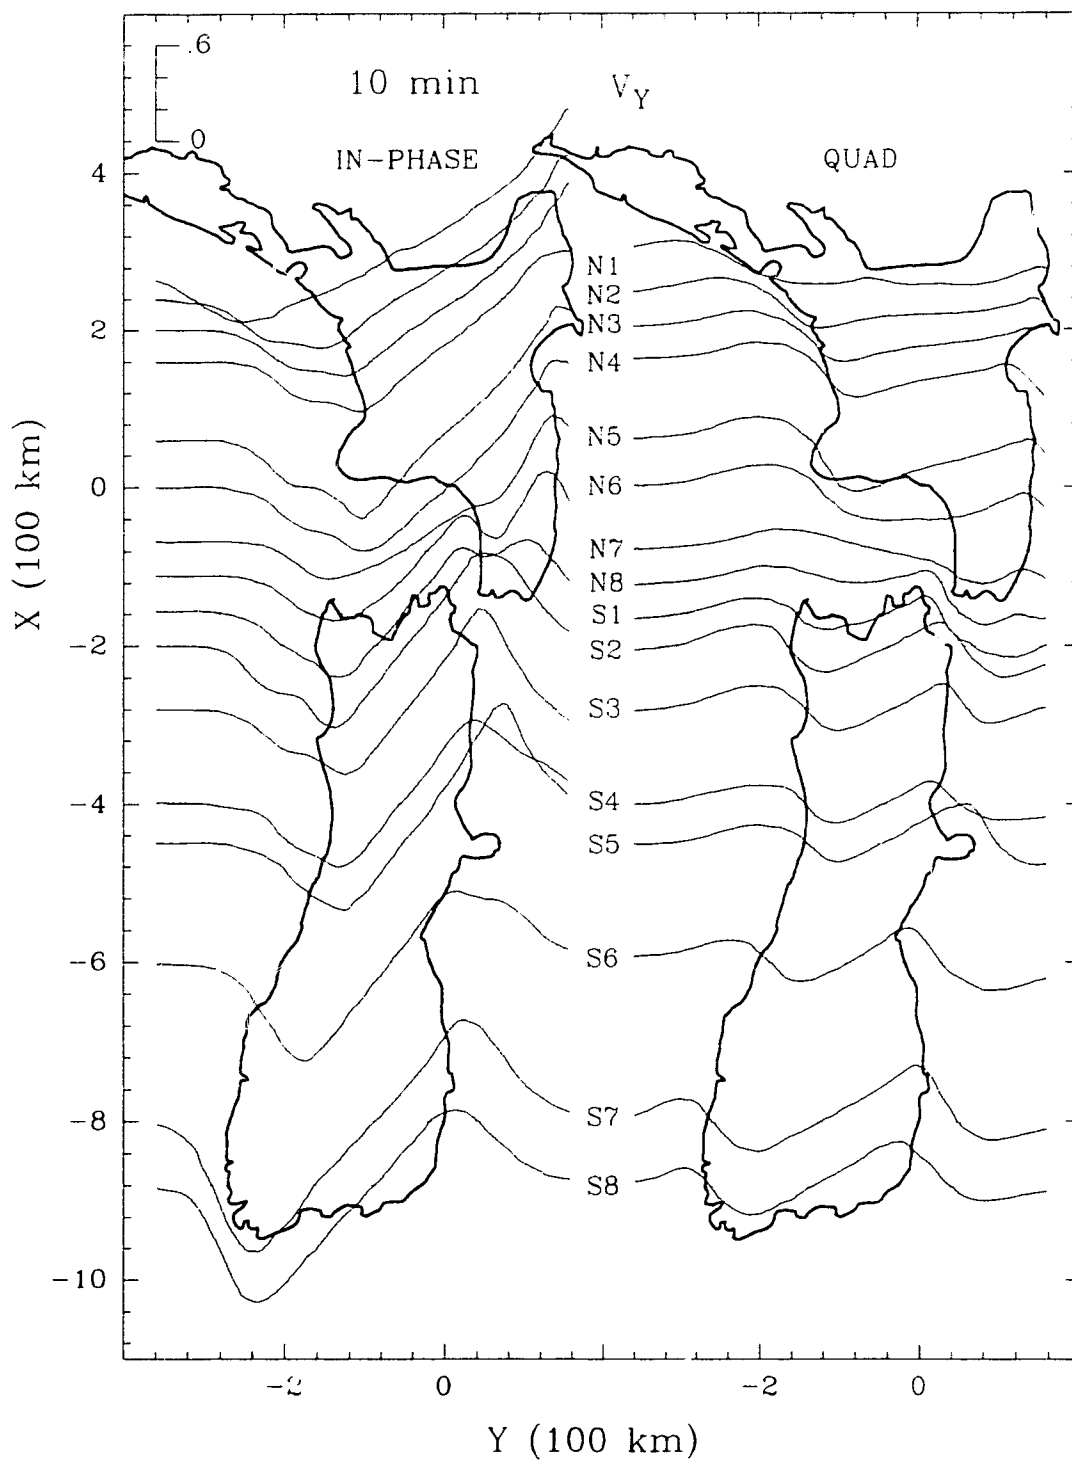 .6
10 min V_Y
0
IN-PHASE QUAD
4
N1
N2
2
N3
N4
N5
0
N6
N7
N8
S1
-2
S2
S3
-4
S4
S5
-6
S6
-8
S7
S8
-10
-2 0 -2 0
X (100 km)
Y (100 km)